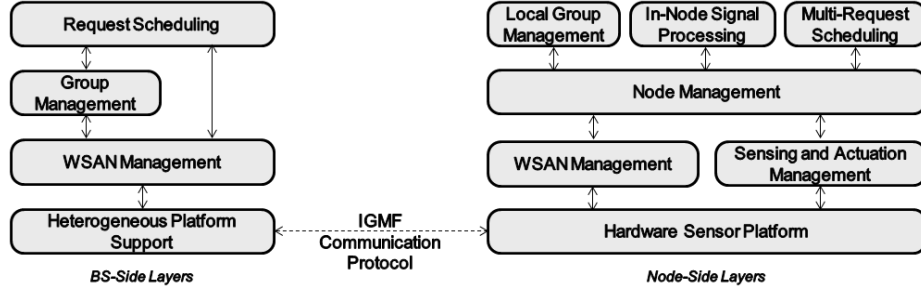 Request Scheduling
Group
Management
WSAN Management
Heterogeneous Platform
Support
BS-Side Layers
IGMF
Communication
Protocol
Local Group
Management
In-Node Signal
Processing
Multi-Request
Scheduling
Node Management
WSAN Management
Sensing and Actuation
Management
Hardware Sensor Platform
Node-Side Layers